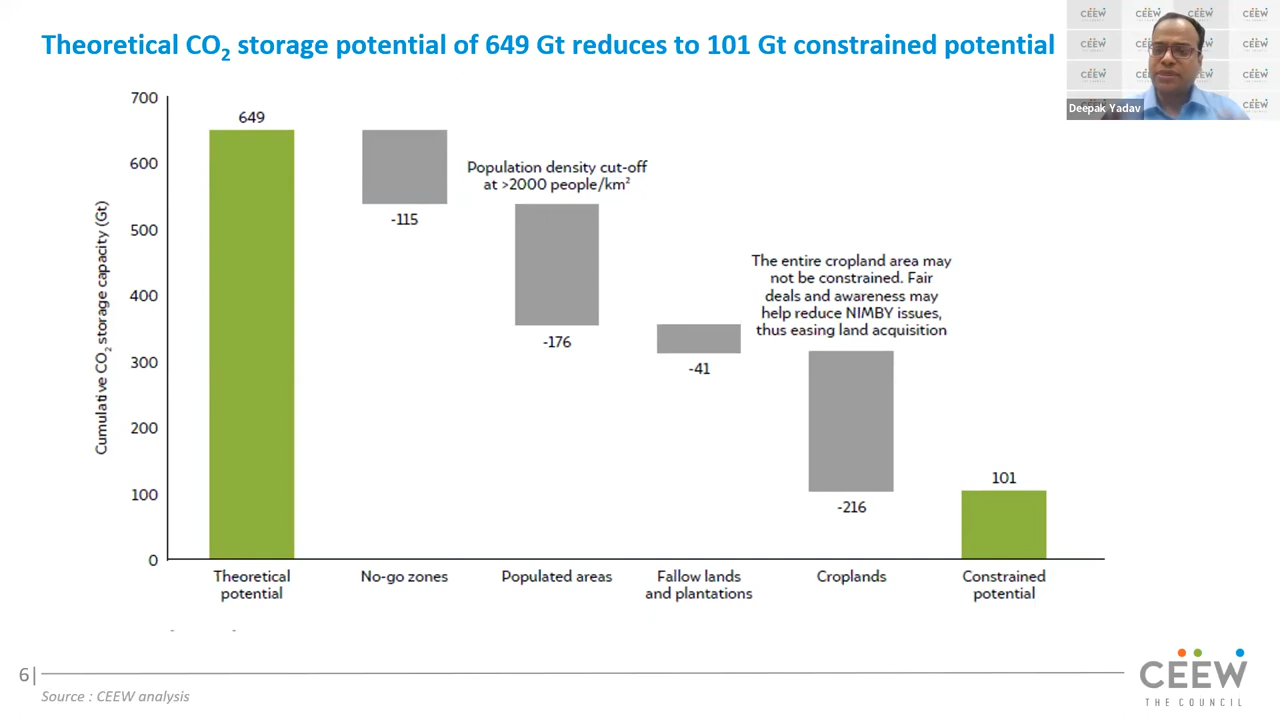 Theoretical CO₂ storage potential of 649 Gt reduces to 101 Gt constrained potential
Deepak Yadav
Cumulative CO₂ storage capacity (Gt)
700
600
500
400
300
200
100
0
649
-115
Population density cut-off
at >2000 people/km²
-176
-41
The entire cropland area may
not be constrained. Fair
deals and awareness may
help reduce NIMBY issues,
thus easing land acquisition
-216
101
Theoretical
potential
No-go zones
Populated areas
Fallow lands
and plantations
Croplands
Constrained
potential
6|
Source : CEEW analysis
CEEW
THE COUNCIL